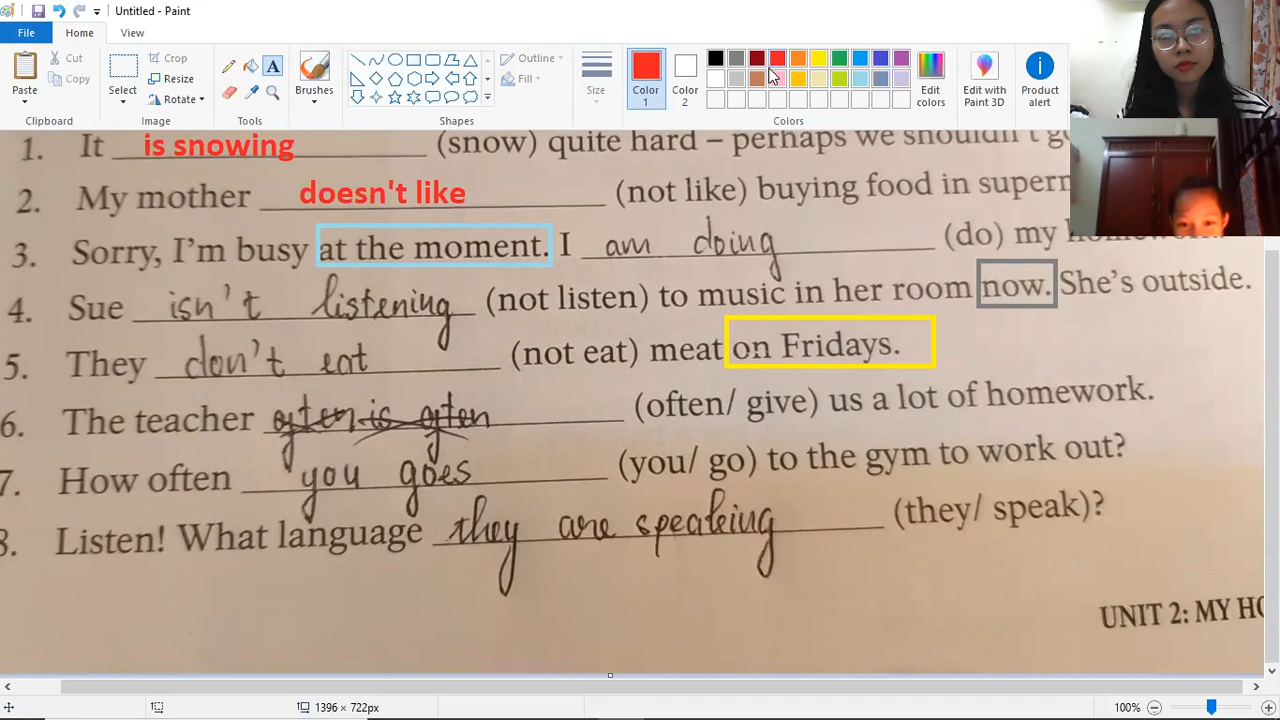 Untitled - Paint
File Home View
Paste Cut Copy Select Crop Resize Rotate A Brushes Outline Fill Size Color 1 Color 2 Edit colors Edit with Paint 3D Product alert
Clipboard Image Tools Shapes Colors
1. It is snowing (snow) quite hard – perhaps we shouldn't
2. My mother doesn't like (not like) buying food in
3. Sorry, I'm busy at the moment. I am doing (do) my
4. Sue isn't listening (not listen) to music in her room now. She's outside.
5. They don't eat (not eat) meat on Fridays.
6. The teacher often is often (often/ give) us a lot of homework.
7. How often you goes (you/ go) to the gym to work out?
8. Listen! What language they are speaking (they/ speak)?
UNIT 2: MY
1396 × 722px 100%